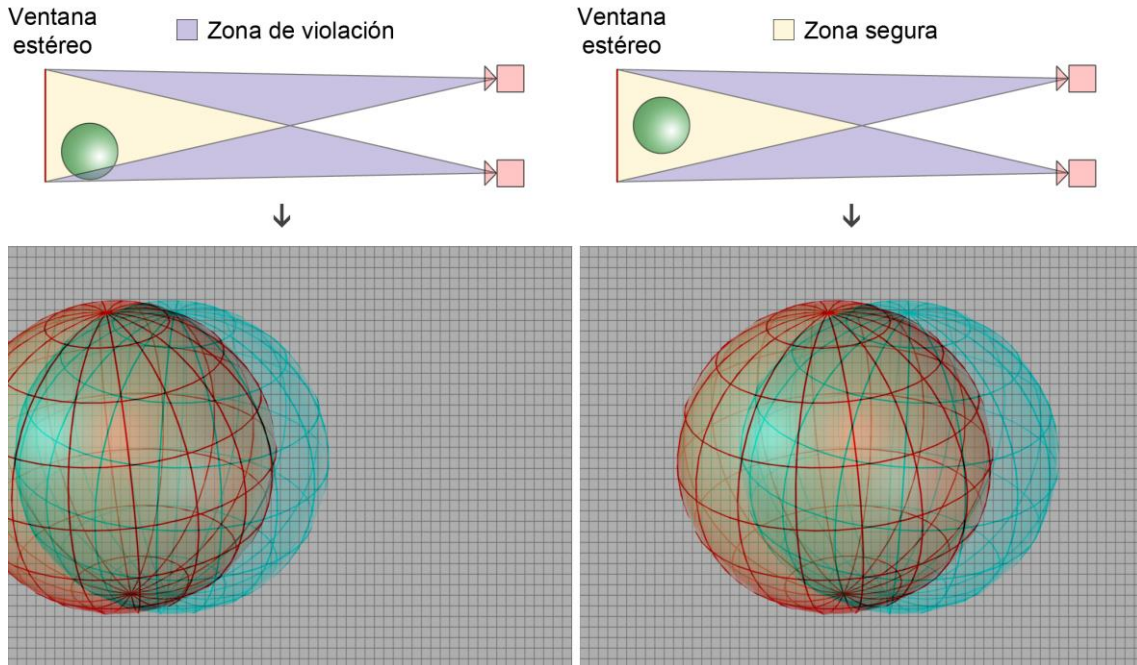 Ventana
estéreo
Zona de violación
Ventana
estéreo
Zona segura